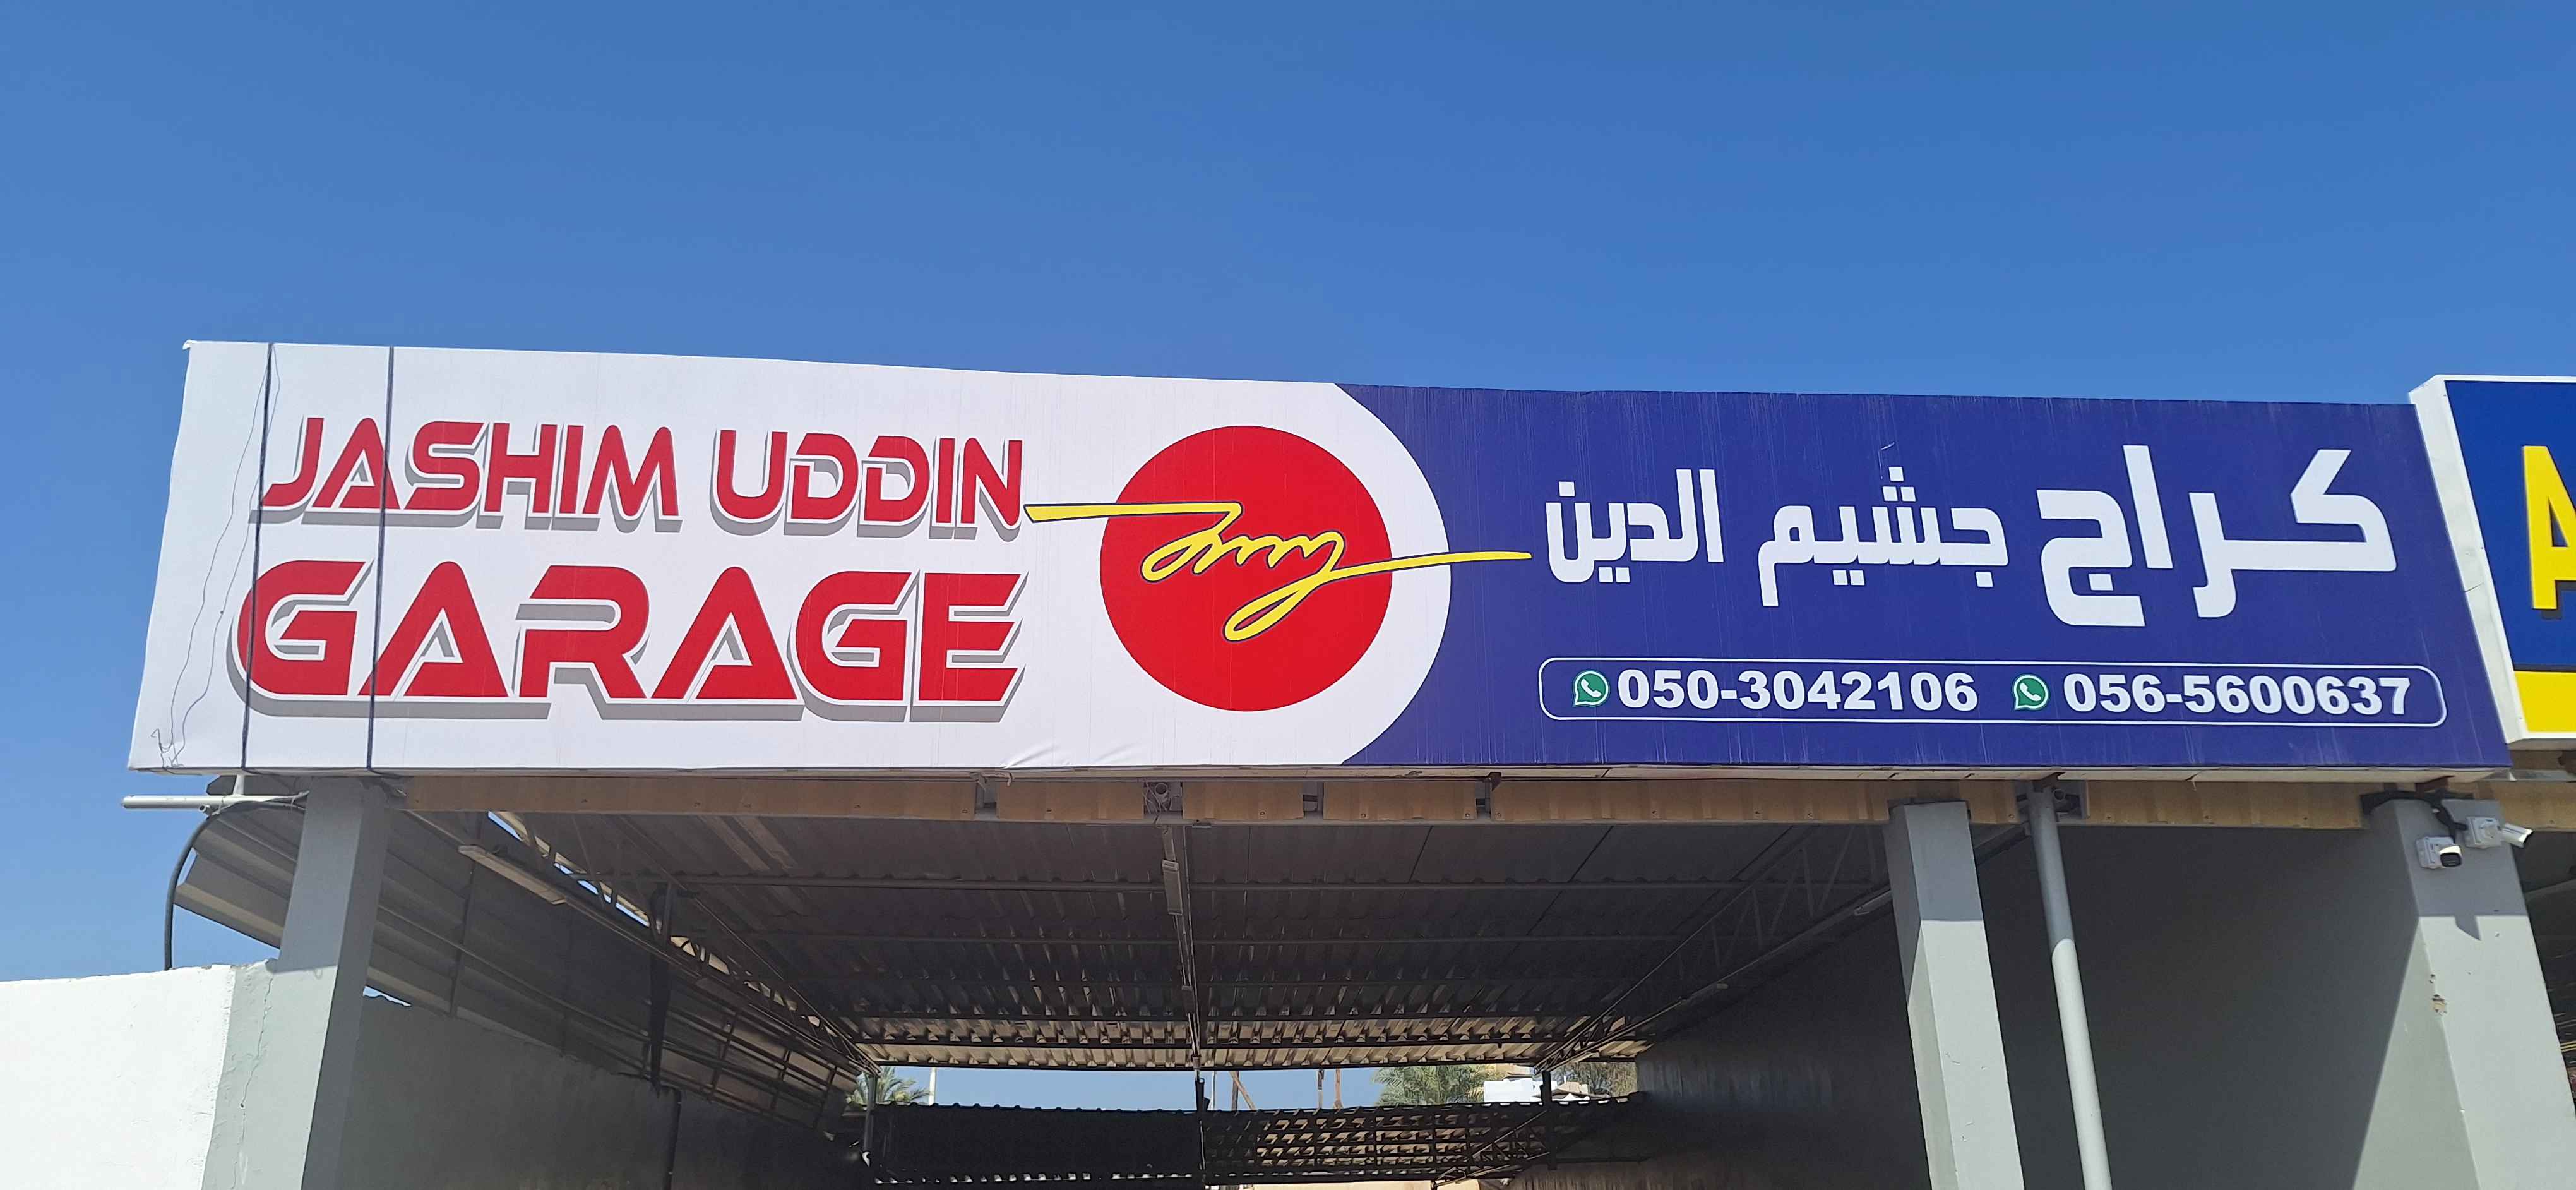 JASHIM UDDIN
GARAGE
كراج جشيم الدين
050-3042106 056-5600637
A